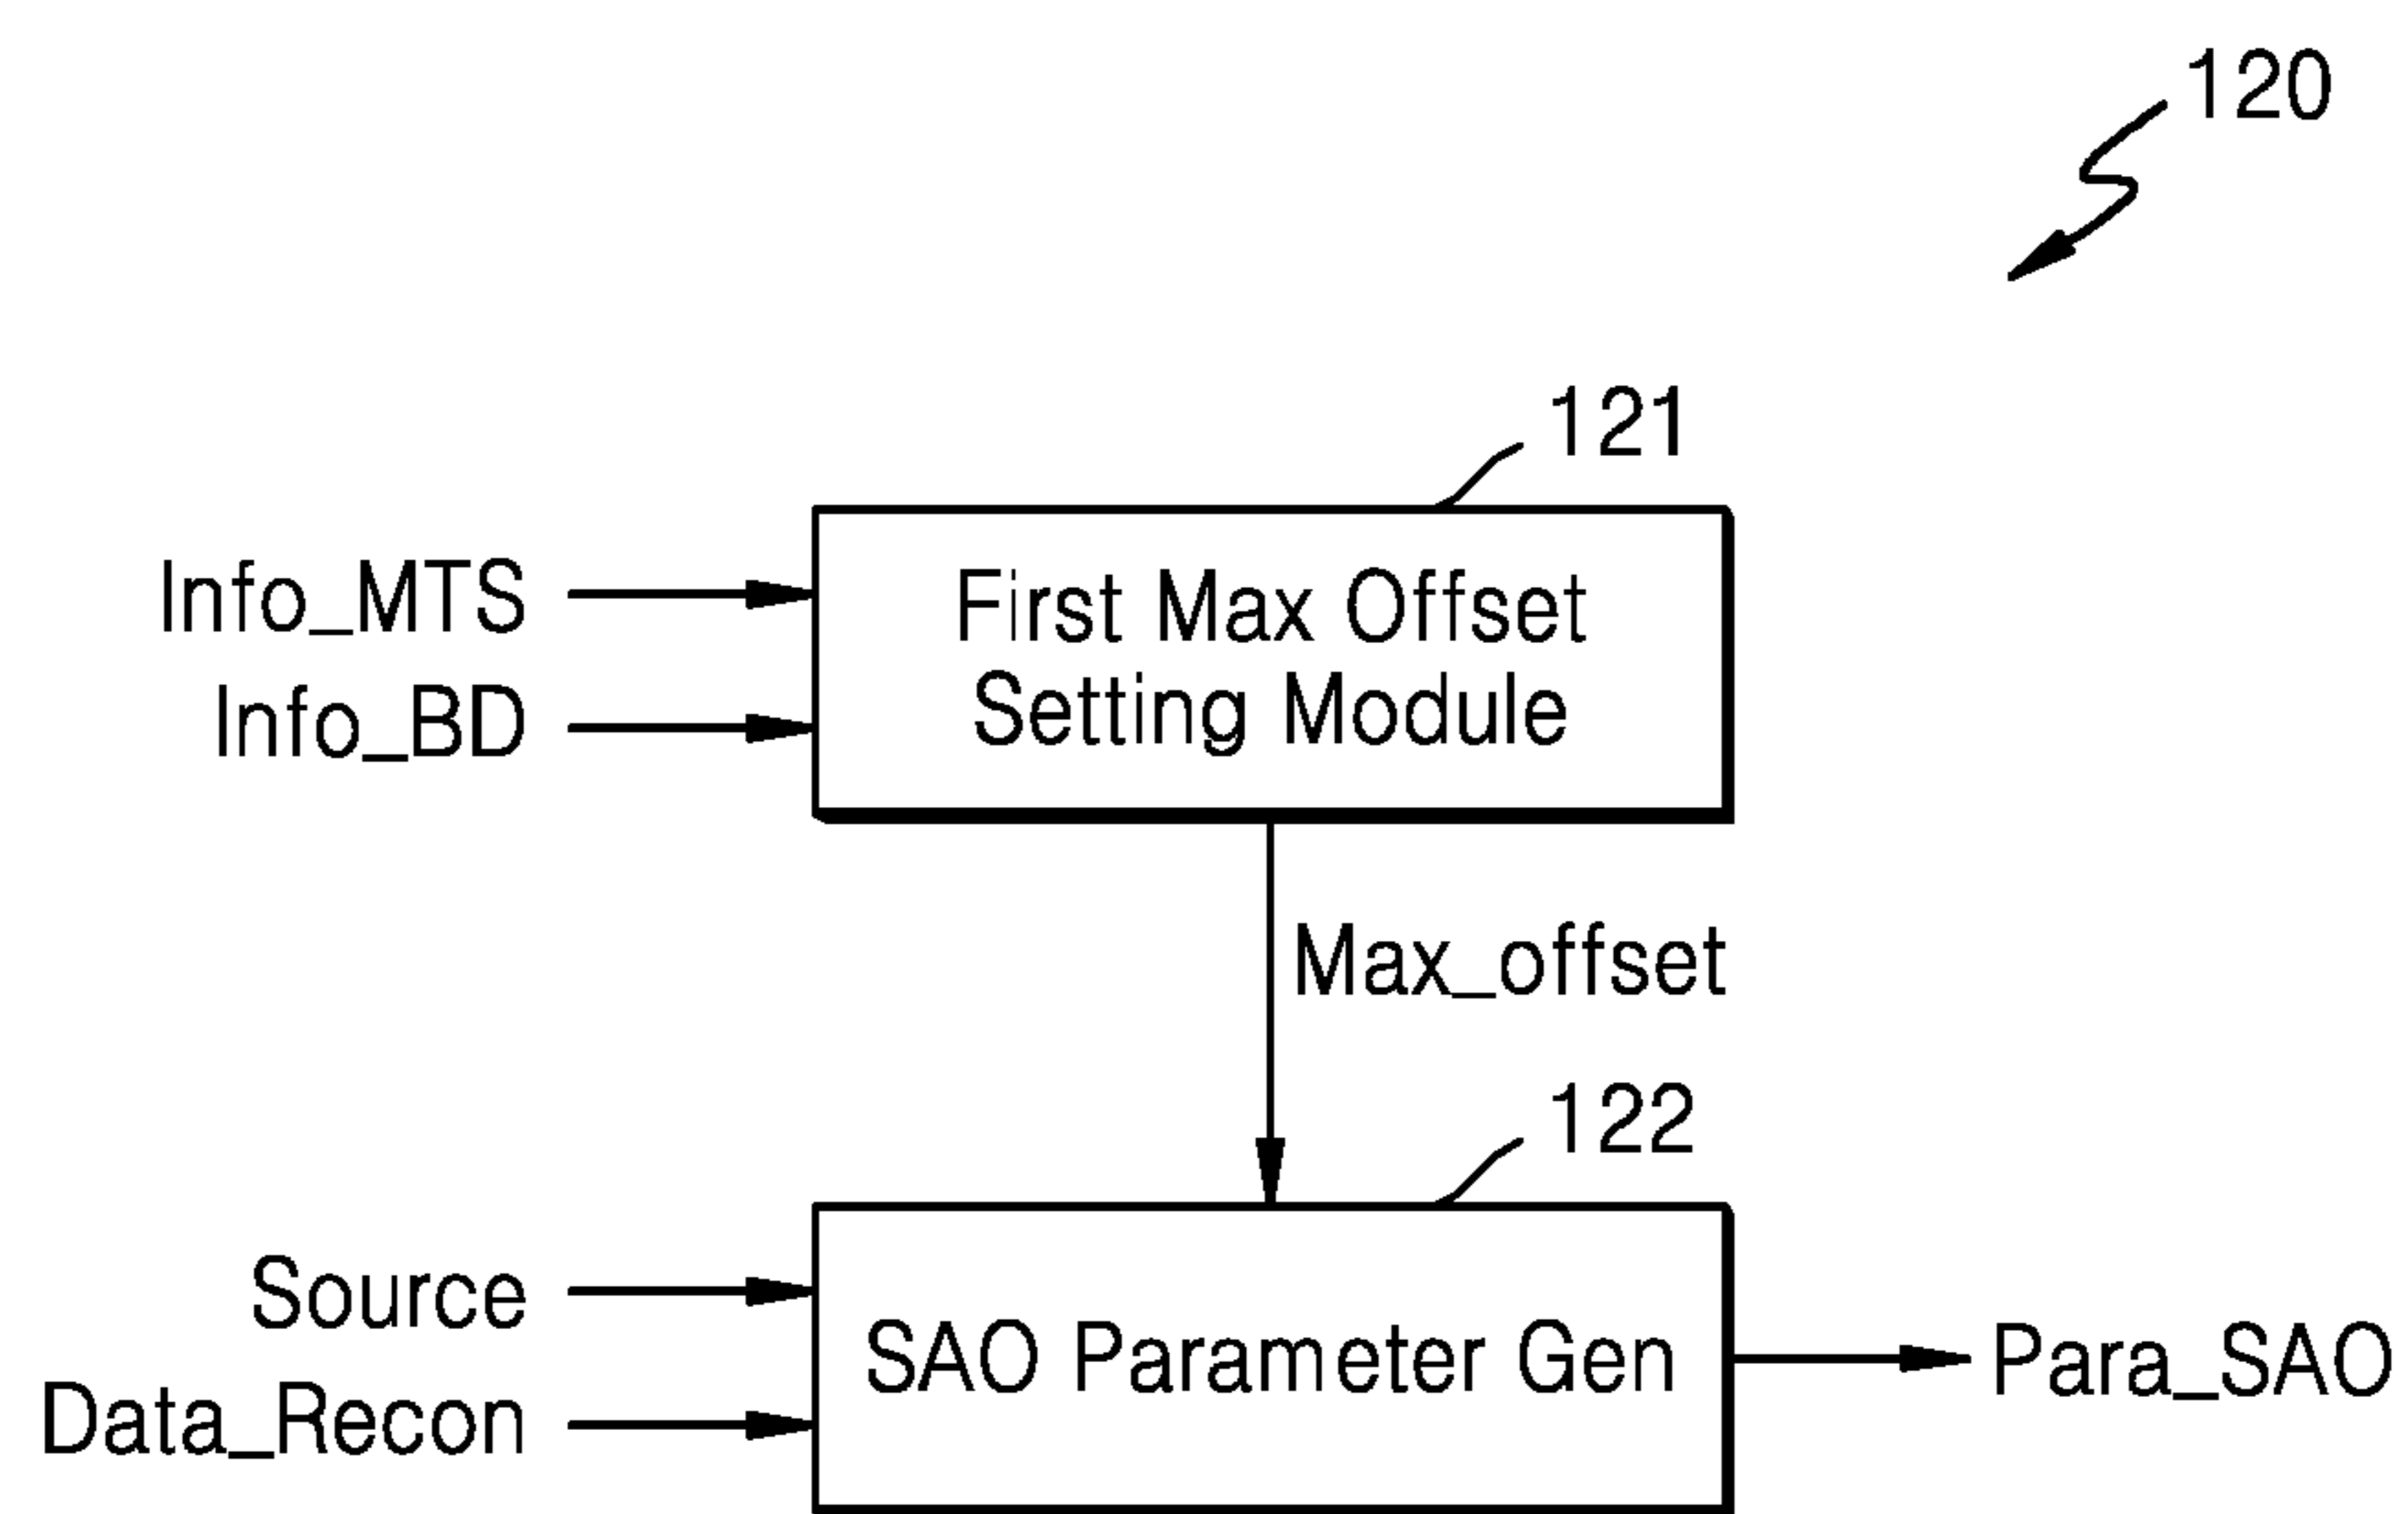 120
121
Info_MTS
First Max Offset
Setting Module
Info_BD
Max_offset
122
Source
SAO Parameter Gen
Para_SAO
Data_Recon